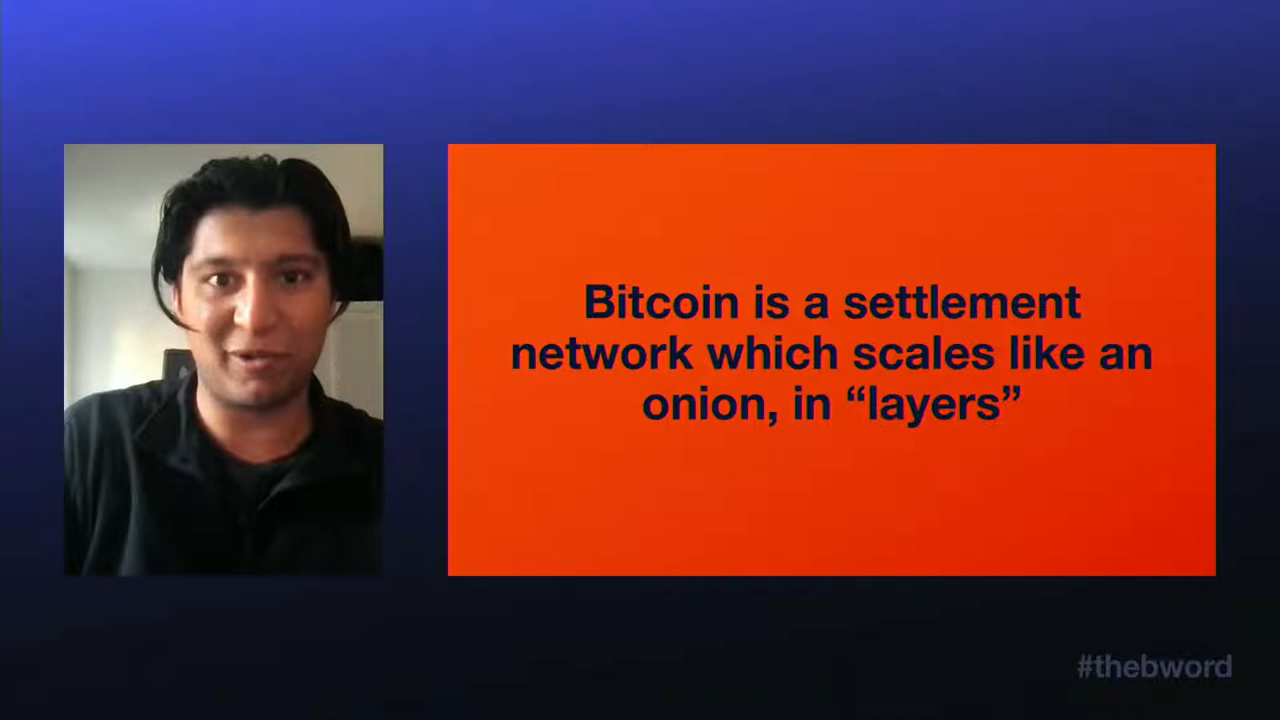 Bitcoin is a settlement
network which scales like an
onion, in “layers”
#thebword